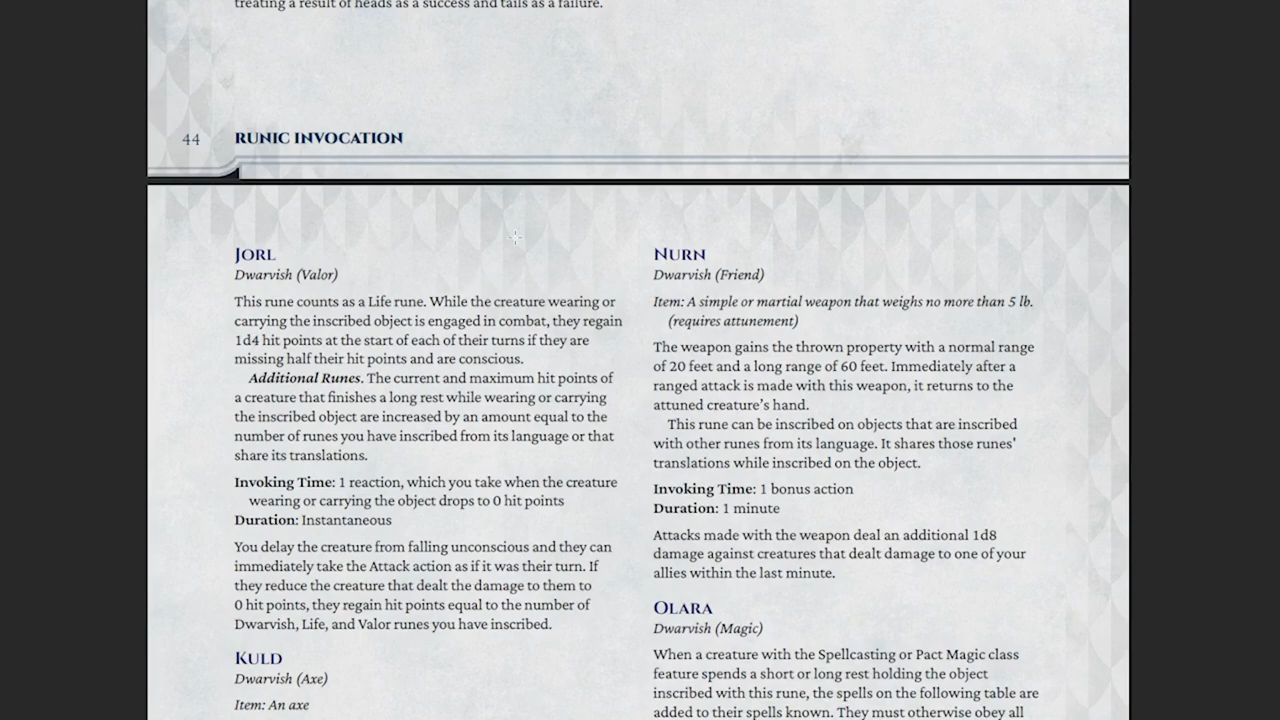 treating a result of heads as a success and tails as a failure.
44 RUNIC INVOCATION
JORL
Dwarvish (Valor)
This rune counts as a Life rune. While the creature wearing or
carrying the inscribed object is engaged in combat, they regain
1d4 hit points at the start of each of their turns if they are
missing half their hit points and are conscious.
Additional Runes. The current and maximum hit points of
a creature that finishes a long rest while wearing or carrying
the inscribed object are increased by an amount equal to the
number of runes you have inscribed from its language or that
share its translations.
Invoking Time: 1 reaction, which you take when the creature
wearing or carrying the object drops to 0 hit points
Duration: Instantaneous
You delay the creature from falling unconscious and they can
immediately take the Attack action as if it was their turn. If
they reduce the creature that dealt the damage to them to
0 hit points, they regain hit points equal to the number of
Dwarvish, Life, and Valor runes you have inscribed.
KULD
Dwarvish (Axe)
Item: An axe
NURN
Dwarvish (Friend)
Item: A simple or martial weapon that weighs no more than 5 lb.
(requires attunement)
The weapon gains the thrown property with a normal range
of 20 feet and a long range of 60 feet. Immediately after a
ranged attack is made with this weapon, it returns to the
attuned creature’s hand.
This rune can be inscribed on objects that are inscribed
with other runes from its language. It shares those runes'
translations while inscribed on the object.
Invoking Time: 1 bonus action
Duration: 1 minute
Attacks made with the weapon deal an additional 1d8
damage against creatures that dealt damage to one of your
allies within the last minute.
OLARA
Dwarvish (Magic)
When a creature with the Spellcasting or Pact Magic class
feature spends a short or long rest holding the object
inscribed with this rune, the spells on the following table are
added to their spells known. They must otherwise obey all